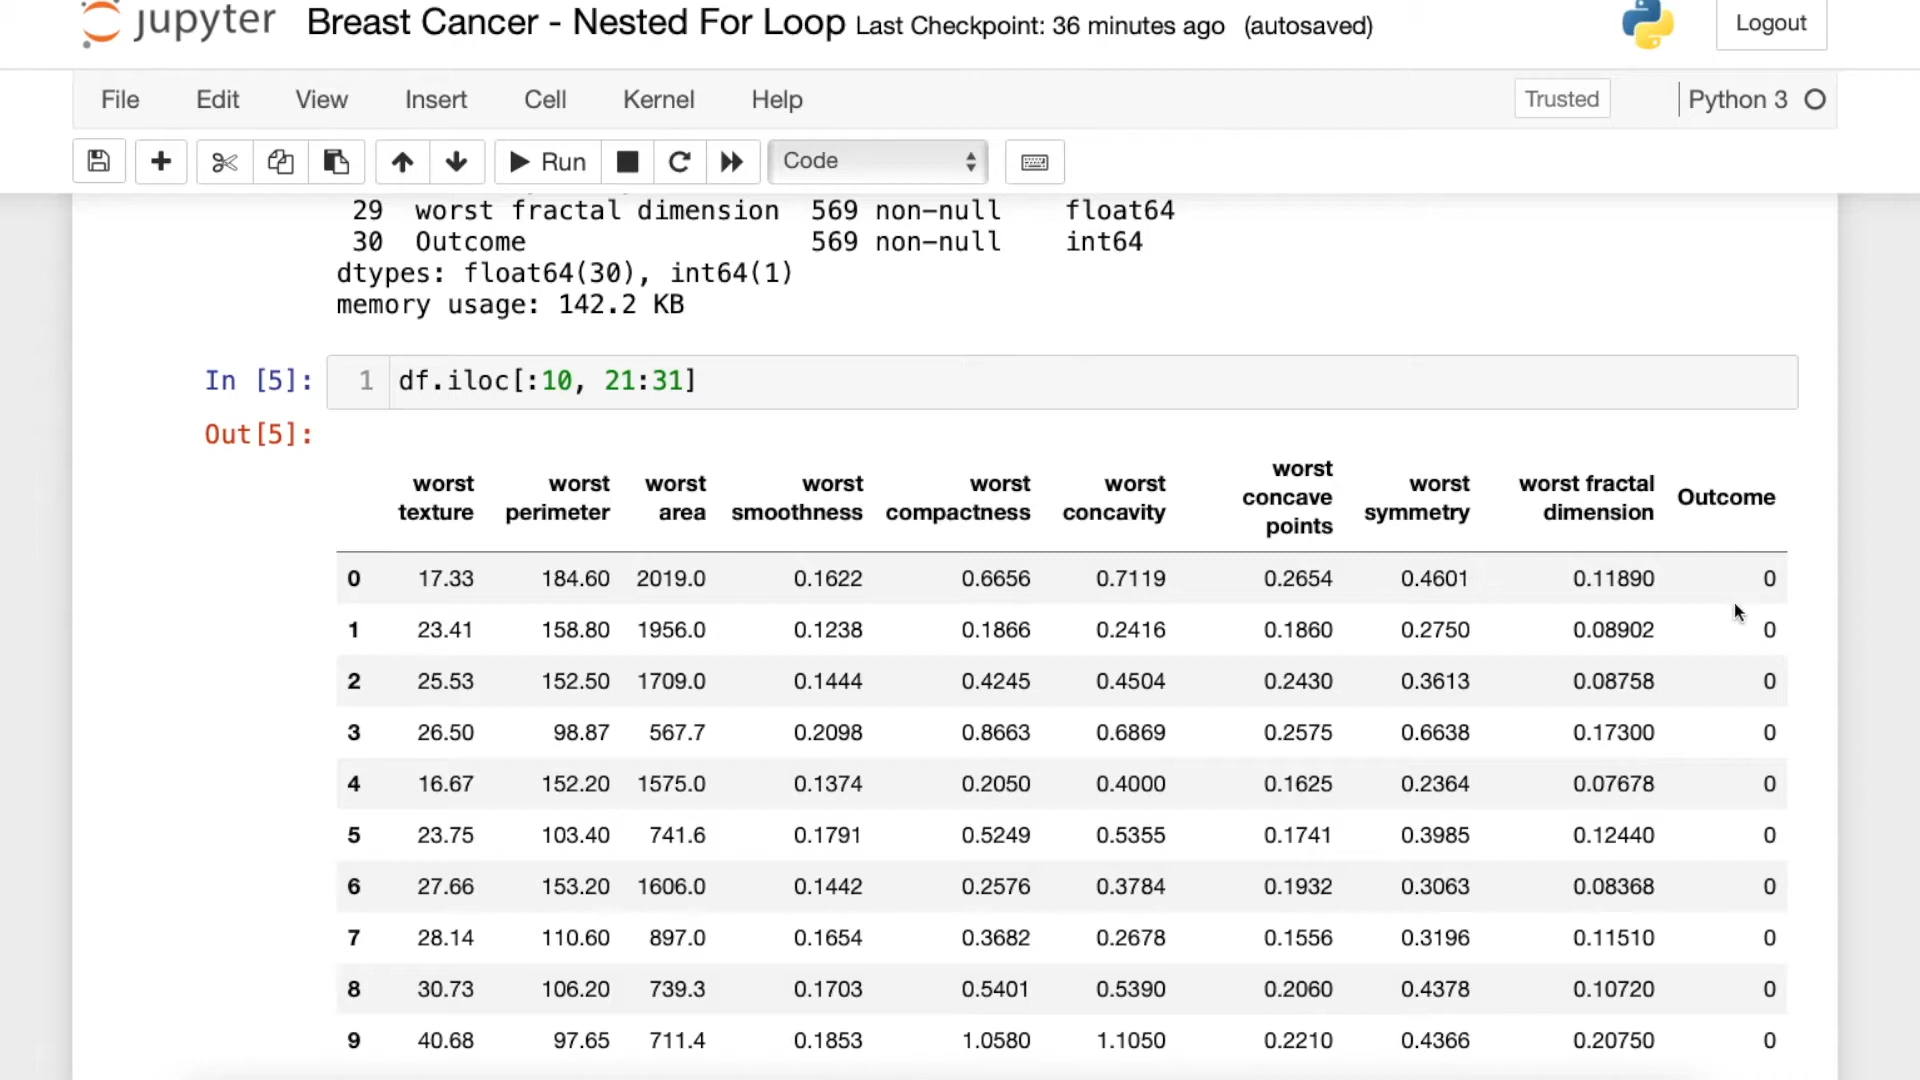 jupyter Breast Cancer - Nested For Loop Last Checkpoint: 36 minutes ago (autosaved) Logout
File Edit View Insert Cell Kernel Help Trusted Python 3
Run Code
29 worst fractal dimension 569 non-null float64
30 Outcome 569 non-null int64
dtypes: float64(30), int64(1)
memory usage: 142.2 KB
In [5]: 1 df.iloc[:10, 21:31]
Out[5]:
worst texture worst perimeter worst area worst smoothness worst compactness worst concavity worst concave points worst symmetry worst fractal dimension Outcome
0 17.33 184.60 2019.0 0.1622 0.6656 0.7119 0.2654 0.4601 0.11890 0
1 23.41 158.80 1956.0 0.1238 0.1866 0.2416 0.1860 0.2750 0.08902 0
2 25.53 152.50 1709.0 0.1444 0.4245 0.4504 0.2430 0.3613 0.08758 0
3 26.50 98.87 567.7 0.2098 0.8663 0.6869 0.2575 0.6638 0.17300 0
4 16.67 152.20 1575.0 0.1374 0.2050 0.4000 0.1625 0.2364 0.07678 0
5 23.75 103.40 741.6 0.1791 0.5249 0.5355 0.1741 0.3985 0.12440 0
6 27.66 153.20 1606.0 0.1442 0.2576 0.3784 0.1932 0.3063 0.08368 0
7 28.14 110.60 897.0 0.1654 0.3682 0.2678 0.1556 0.3196 0.11510 0
8 30.73 106.20 739.3 0.1703 0.5401 0.5390 0.2060 0.4378 0.10720 0
9 40.68 97.65 711.4 0.1853 1.0580 1.1050 0.2210 0.4366 0.20750 0